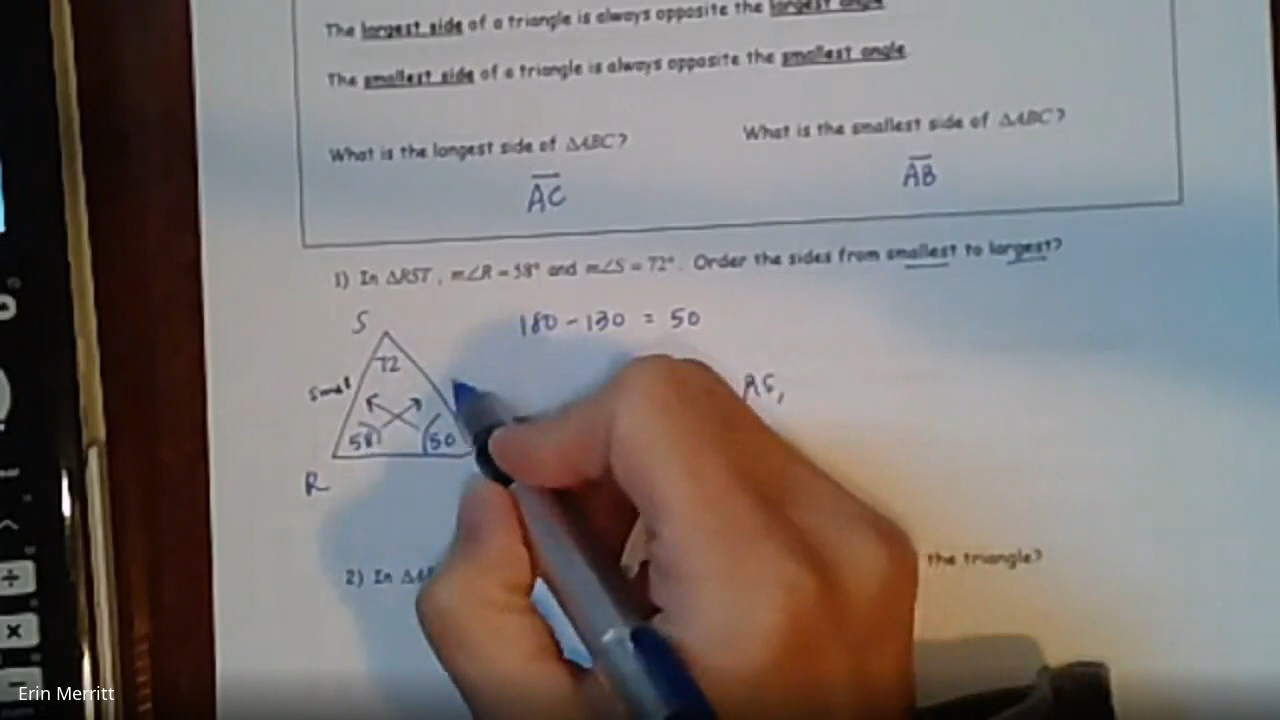 The largest side of a triangle is always opposite the largest angle
The smallest side of a triangle is always opposite the smallest angle
What is the longest side of △ABC?
What is the smallest side of △ABC?
AC
AB
1) In △RST, m∠R = 58° and m∠S = 72°. Order the sides from smallest to largest?
180 - 130 = 50
S
72
small
RS,
58
50
R
2) In
the triangle?
Erin Merritt